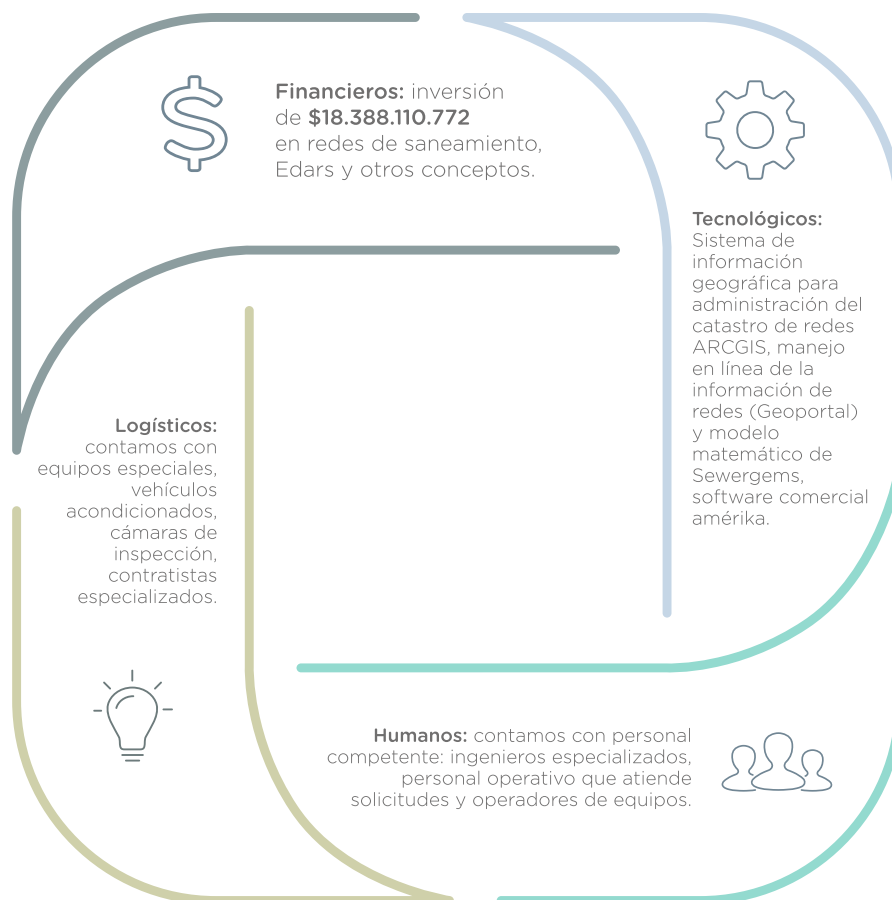 Financieros: inversión
de $18.388.110.772
en redes de saneamiento,
Edars y otros conceptos.
Tecnológicos:
Sistema de
información
geográfica para
administración del
catastro de redes
ARCGIS, manejo
en línea de la
información de
redes (Geoportal)
y modelo
matemático de
Sewergems,
software comercial
amérika.
Logísticos:
contamos con
equipos especiales,
vehículos
acondicionados,
cámaras de
inspección,
contratistas
especializados.
Humanos: contamos con personal
competente: ingenieros especializados,
personal operativo que atiende
solicitudes y operadores de equipos.